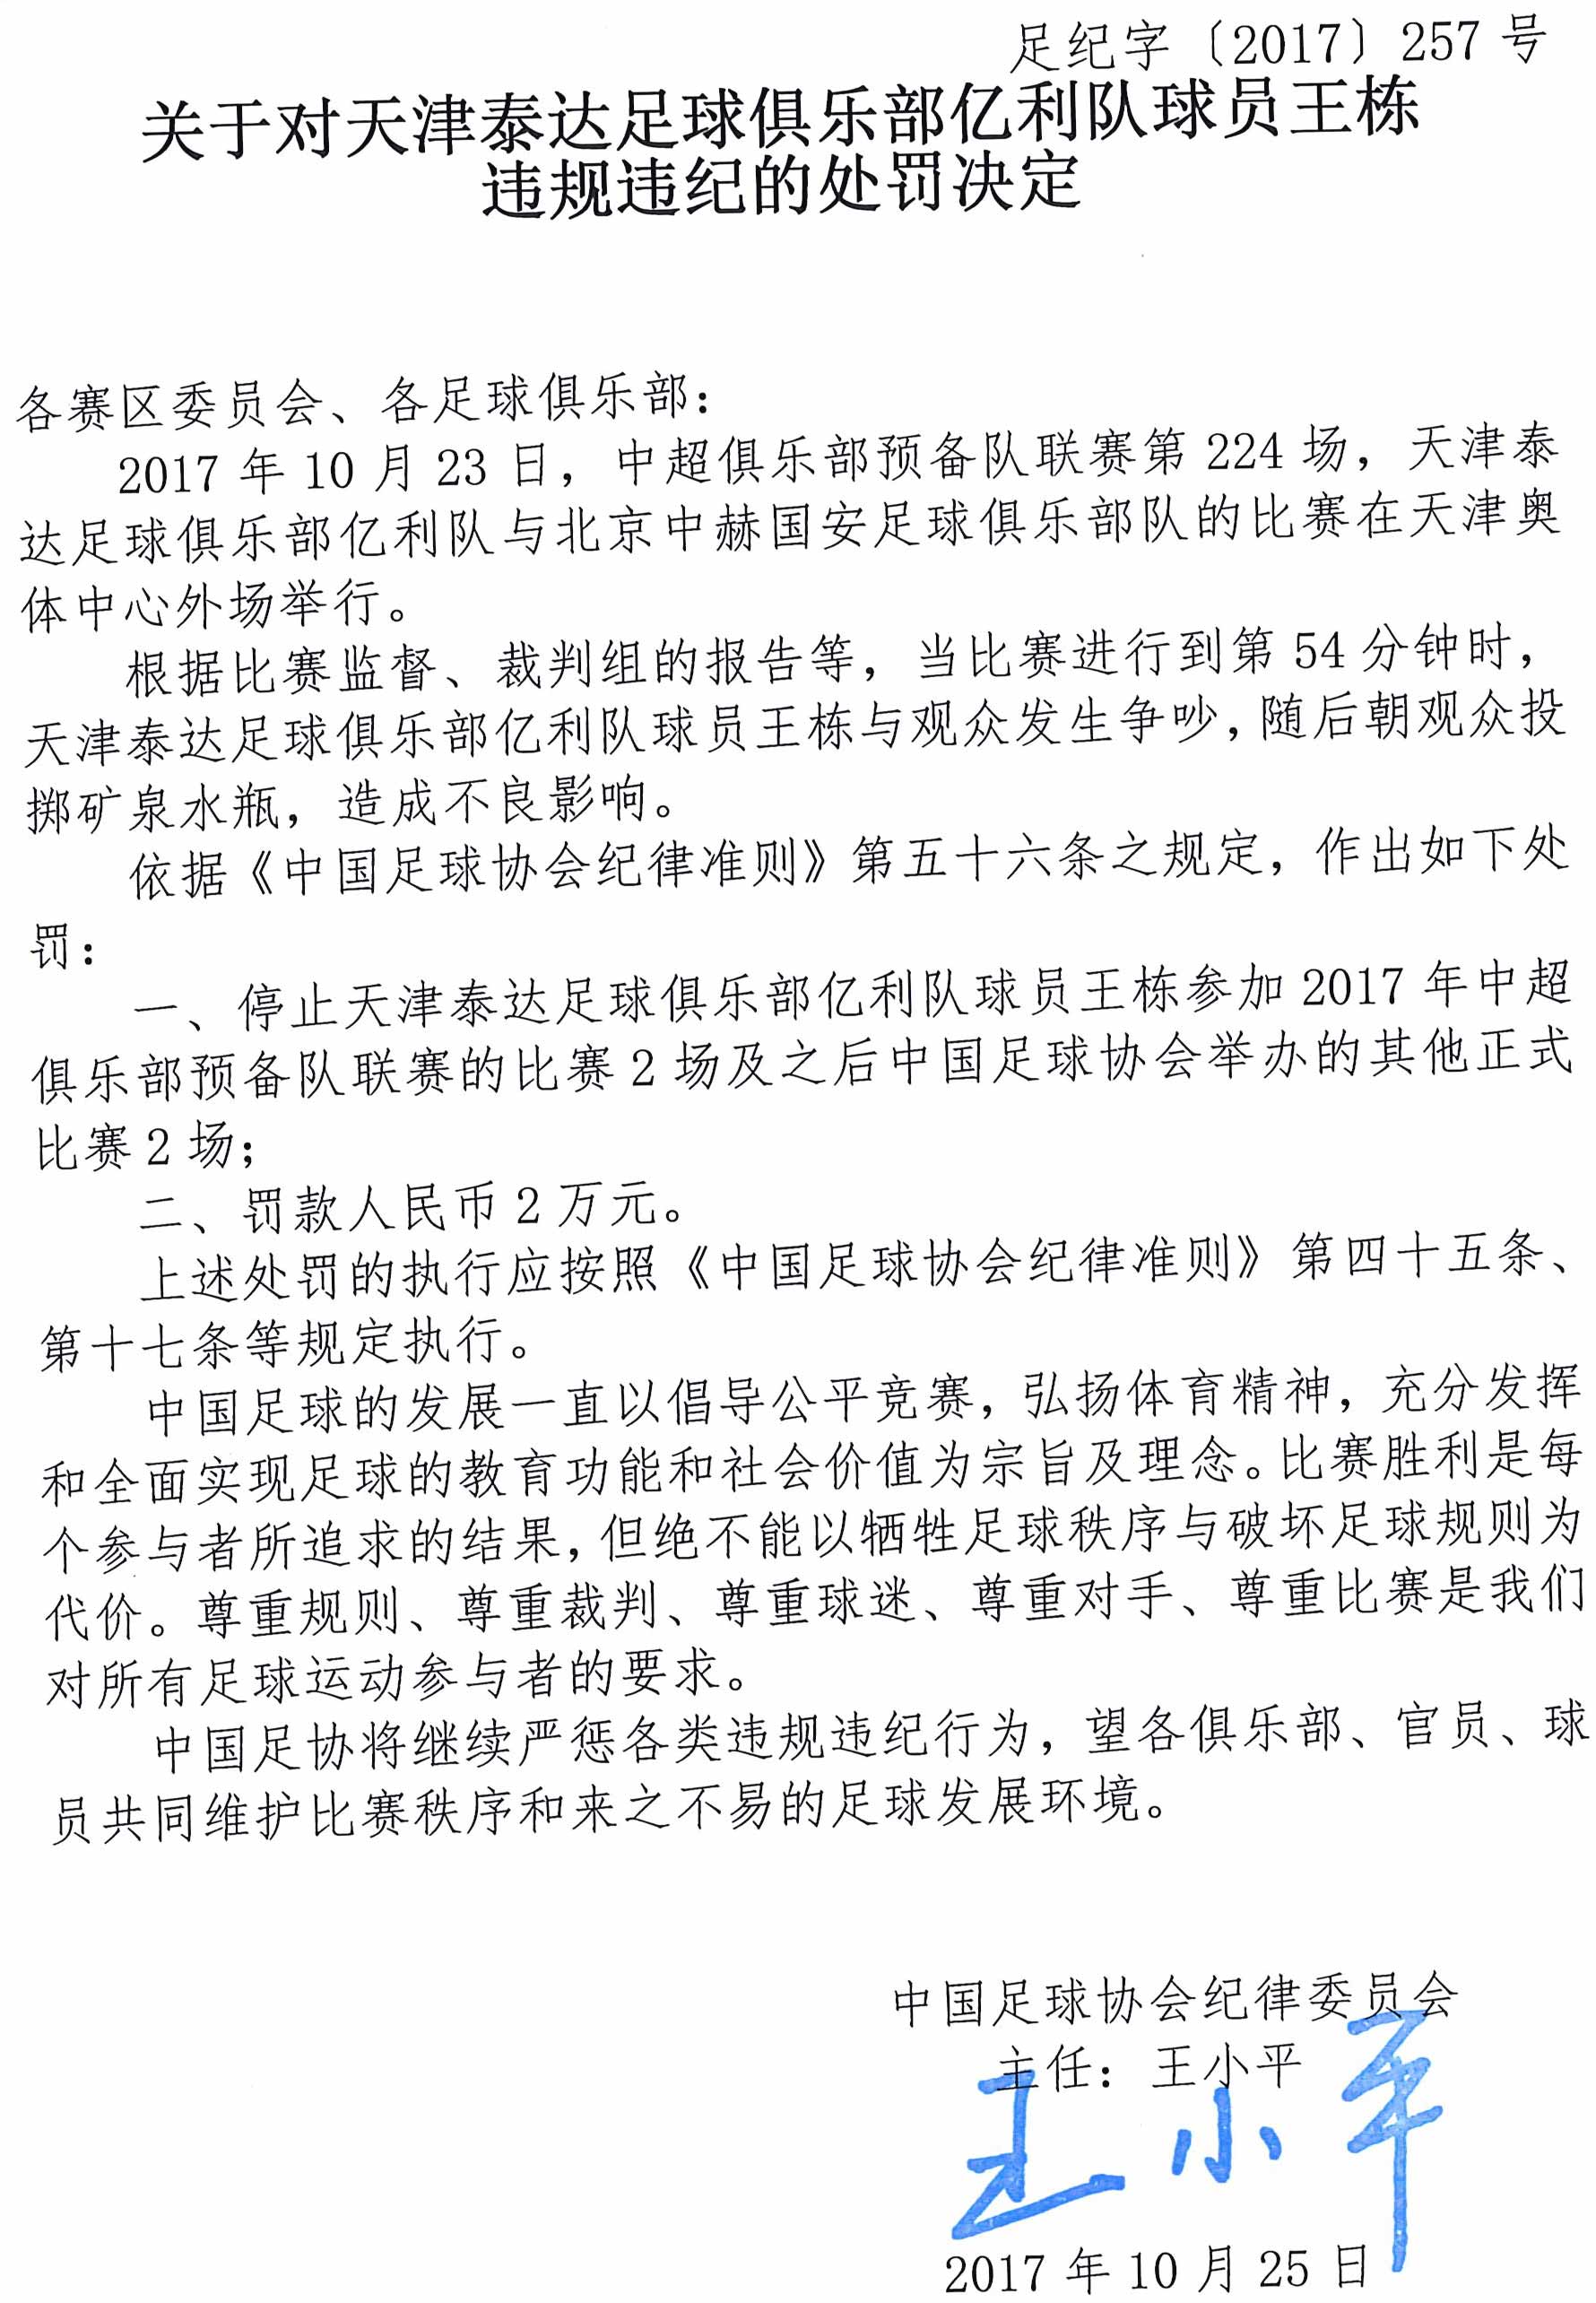 足纪字〔2017〕257 号
关于对天津泰达足球俱乐部亿利队球员王栋
违规违纪的处罚决定
各赛区委员会、各足球俱乐部：
2017 年 10 月 23 日，中超俱乐部预备队联赛第 224 场，天津泰
达足球俱乐部亿利队与北京中赫国安足球俱乐部队的比赛在天津奥
体中心外场举行。
根据比赛监督、裁判组的报告等，当比赛进行到第 54 分钟时，
天津泰达足球俱乐部亿利队球员王栋与观众发生争吵，随后朝观众投
掷矿泉水瓶，造成不良影响。
依据《中国足球协会纪律准则》第五十六条之规定，作出如下处
罚：
一、停止天津泰达足球俱乐部亿利队球员王栋参加 2017 年中超
俱乐部预备队联赛的比赛 2 场及之后中国足球协会举办的其他正式
比赛 2 场；
二、罚款人民币 2 万元。
上述处罚的执行应按照《中国足球协会纪律准则》第四十五条、
第十七条等规定执行。
中国足球的发展一直以倡导公平竞赛，弘扬体育精神，充分发挥
和全面实现足球的教育功能和社会价值为宗旨及理念。比赛胜利是每
个参与者所追求的结果，但绝不能以牺牲足球秩序与破坏足球规则为
代价。尊重规则、尊重裁判、尊重球迷、尊重对手、尊重比赛是我们
对所有足球运动参与者的要求。
中国足协将继续严惩各类违规违纪行为，望各俱乐部、官员、球
员共同维护比赛秩序和来之不易的足球发展环境。
中国足球协会纪律委员会
主任：王小平
王小平
2017 年 10 月 25 日